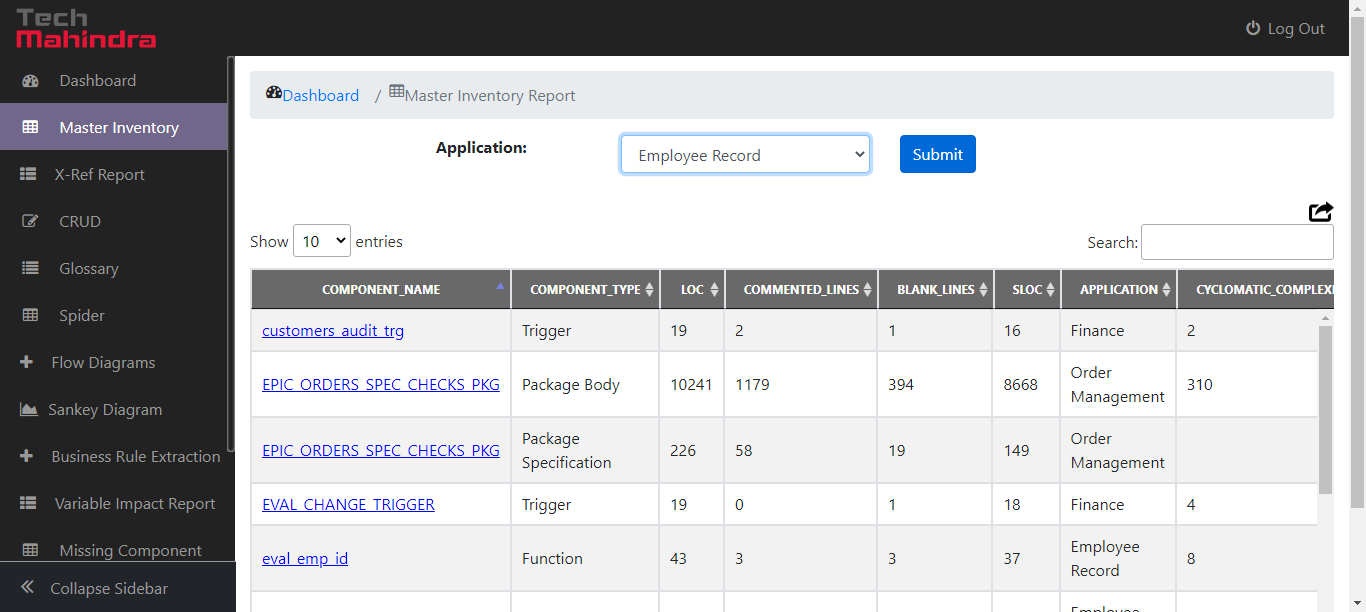 Tech
Mahindra
Log Out
Dashboard
Master Inventory
X-Ref Report
CRUD
Glossary
Spider
Flow Diagrams
Sankey Diagram
Business Rule Extraction
Variable Impact Report
Missing Component
Collapse Sidebar
Dashboard / Master Inventory Report
Application: Employee Record Submit
Show 10 entries Search:
COMPONENT_NAME COMPONENT_TYPE LOC COMMENTED_LINES BLANK_LINES SLOC APPLICATION
customers_audit_trg Trigger 19 2 1 16 Finance 2
EPIC_ORDERS_SPEC_CHECKS_PKG Package Body 10241 1179 394 8668 Order Management 310
EPIC_ORDERS_SPEC_CHECKS_PKG Package Specification 226 58 19 149 Order Management
EVAL_CHANGE_TRIGGER Trigger 19 0 1 18 Finance 4
eval_emp_id Function 43 3 3 37 Employee Record 8